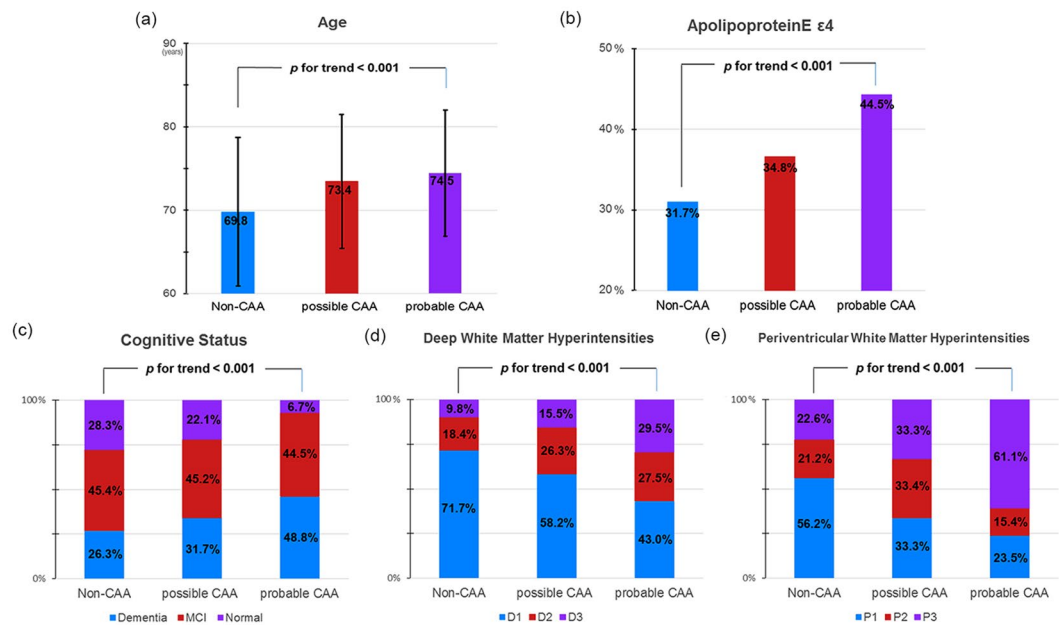 (a)
Age
90
(years)
p for trend < 0.001
80
70
60
69.8
73.4
74.5
Non-CAA possible CAA probable CAA
(b)
ApolipoproteinE ε4
50%
p for trend < 0.001
40%
30%
20%
31.7%
34.8%
44.5%
Non-CAA possible CAA probable CAA
(c)
Cognitive Status
p for trend < 0.001
100%
28.3% 22.1% 6.7%
45.4% 45.2% 44.5%
26.3% 31.7% 48.8%
0%
Non-CAA possible CAA probable CAA
Dementia MCI Normal
(d)
Deep White Matter Hyperintensities
p for trend < 0.001
100%
9.8% 15.5% 29.5%
18.4% 26.3% 27.5%
71.7% 58.2% 43.0%
0%
Non-CAA possible CAA probable CAA
D1 D2 D3
(e)
Periventricular White Matter Hyperintensities
p for trend < 0.001
100%
22.6% 33.3% 61.1%
21.2% 33.4% 15.4%
56.2% 33.3% 23.5%
0%
Non-CAA possible CAA probable CAA
P1 P2 P3